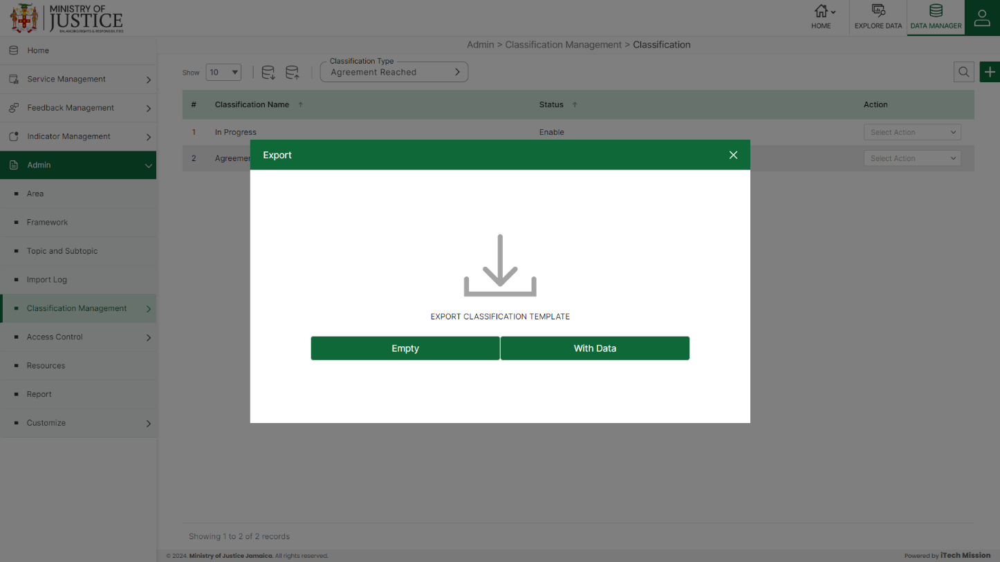 MINISTRY OF
JUSTICE
BALANCING RIGHTS & RESPONSIBILITIES
HOME
EXPLORE DATA
DATA MANAGER
Admin > Classification Management > Classification
Home
Service Management
Feedback Management
Indicator Management
Admin
Area
Framework
Topic and Subtopic
Import Log
Classification Management
Access Control
Resources
Report
Customize
Show 10
Classification Type
Agreement Reached
# Classification Name Status Action
1 In Progress Enable Select Action
2 Agreemen Select Action
Export
EXPORT CLASSIFICATION TEMPLATE
Empty
With Data
Showing 1 to 2 of 2 records
© 2024. Ministry of Justice Jamaica. All rights reserved.
Powered by iTech Mission